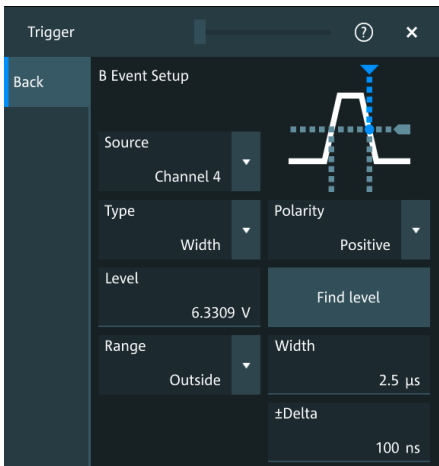 Trigger
?
Back
B Event Setup
Source
Channel 4
Type
Width
Polarity
Positive
Level
6.3309 V
Find level
Range
Outside
Width
2.5 µs
±Delta
100 ns